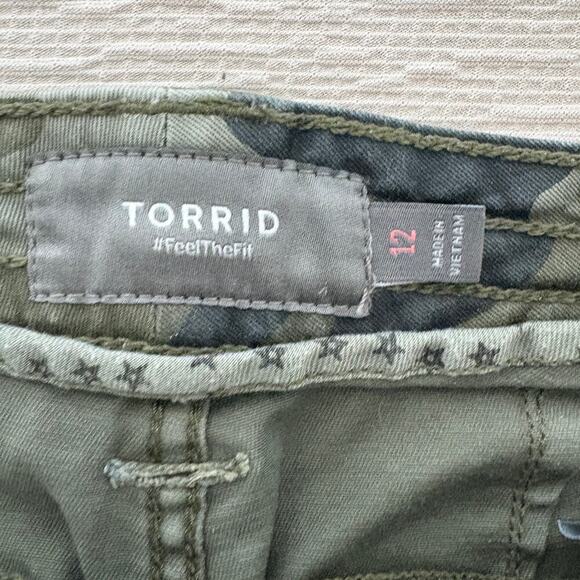 TORRID
#FeelTheFit
12
MADE IN
VIETNAM